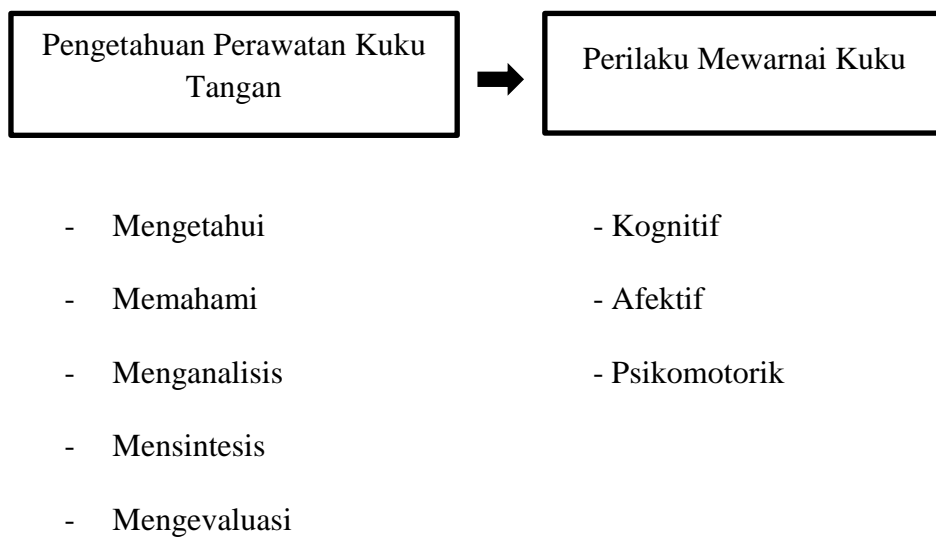 Pengetahuan Perawatan Kuku
Tangan
Perilaku Mewarnai Kuku
- Mengetahui
- Memahami
- Menganalisis
- Mensintesis
- Mengevaluasi
- Kognitif
- Afektif
- Psikomotorik